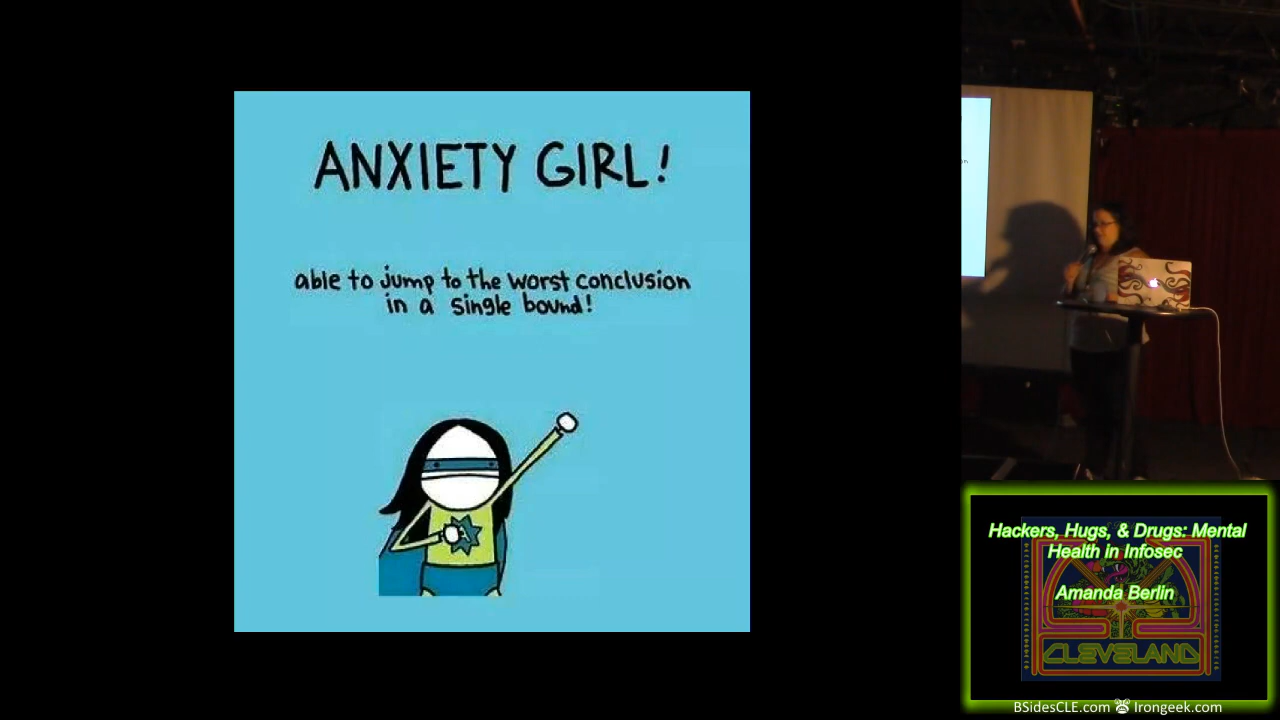 ANXIETY GIRL!
able to jump to the worst conclusion
in a single bound!
Hackers, Hugs, & Drugs: Mental
Health in Infosec
Amanda Berlin
CLEVELAND
BSidesCLE.com Irongeek.com